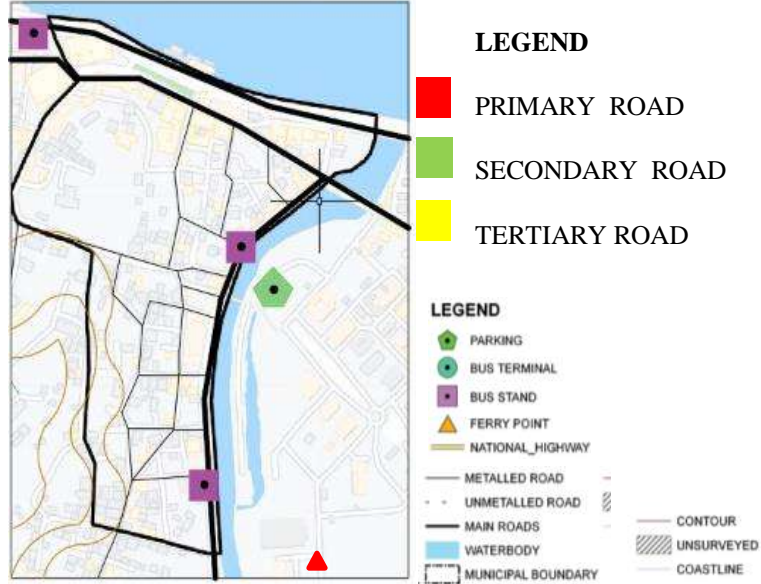 LEGEND
PRIMARY ROAD
SECONDARY ROAD
TERTIARY ROAD
LEGEND
PARKING
BUS TERMINAL
BUS STAND
FERRY POINT
NATIONAL_HIGHWAY
METALLED ROAD
UNMETALLED ROAD
MAIN ROADS
WATERBODY
MUNICIPAL BOUNDARY
CONTOUR
UNSURVEYED
COASTLINE